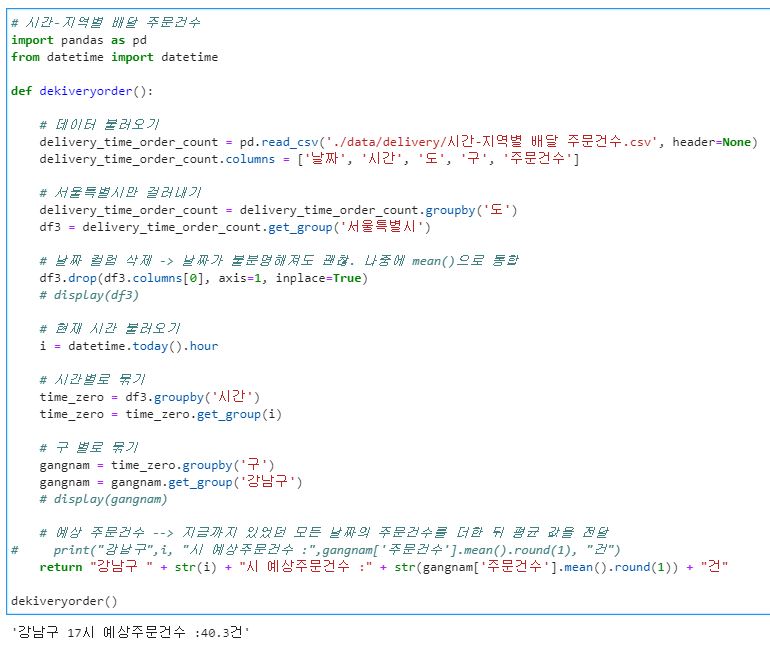 # 시간-지역별 배달 주문건수
import pandas as pd
from datetime import datetime

def dekiveryorder():

    # 데이터 불러오기
    delivery_time_order_count = pd.read_csv('./data/delivery/시간-지역별 배달 주문건수.csv', header=None)
    delivery_time_order_count.columns = ['날짜', '시간', '도', '구', '주문건수']

    # 서울특별시만 걸러내기
    delivery_time_order_count = delivery_time_order_count.groupby('도')
    df3 = delivery_time_order_count.get_group('서울특별시')

    # 날짜 컬럼 삭제 -> 날짜가 불분명해져도 괜찮. 나중에 mean()으로 통합
    df3.drop(df3.columns[0], axis=1, inplace=True)
    # display(df3)

    # 현재 시간 불러오기
    i = datetime.today().hour

    # 시간별로 묶기
    time_zero = df3.groupby('시간')
    time_zero = time_zero.get_group(i)

    # 구 별로 묶기
    gangnam = time_zero.groupby('구')
    gangnam = gangnam.get_group('강남구')
    # display(gangnam)

    # 예상 주문건수 --> 지금까지 있었던 모든 날짜의 주문건수를 더한 뒤 평균 값을 전달
#     print("강남구",i, "시 예상주문건수 :",gangnam['주문건수'].mean().round(1), "건")
    return "강남구 " + str(i) + "시 예상주문건수 :" + str(gangnam['주문건수'].mean().round(1)) + "건"

dekiveryorder()
'강남구 17시 예상주문건수 :40.3건'